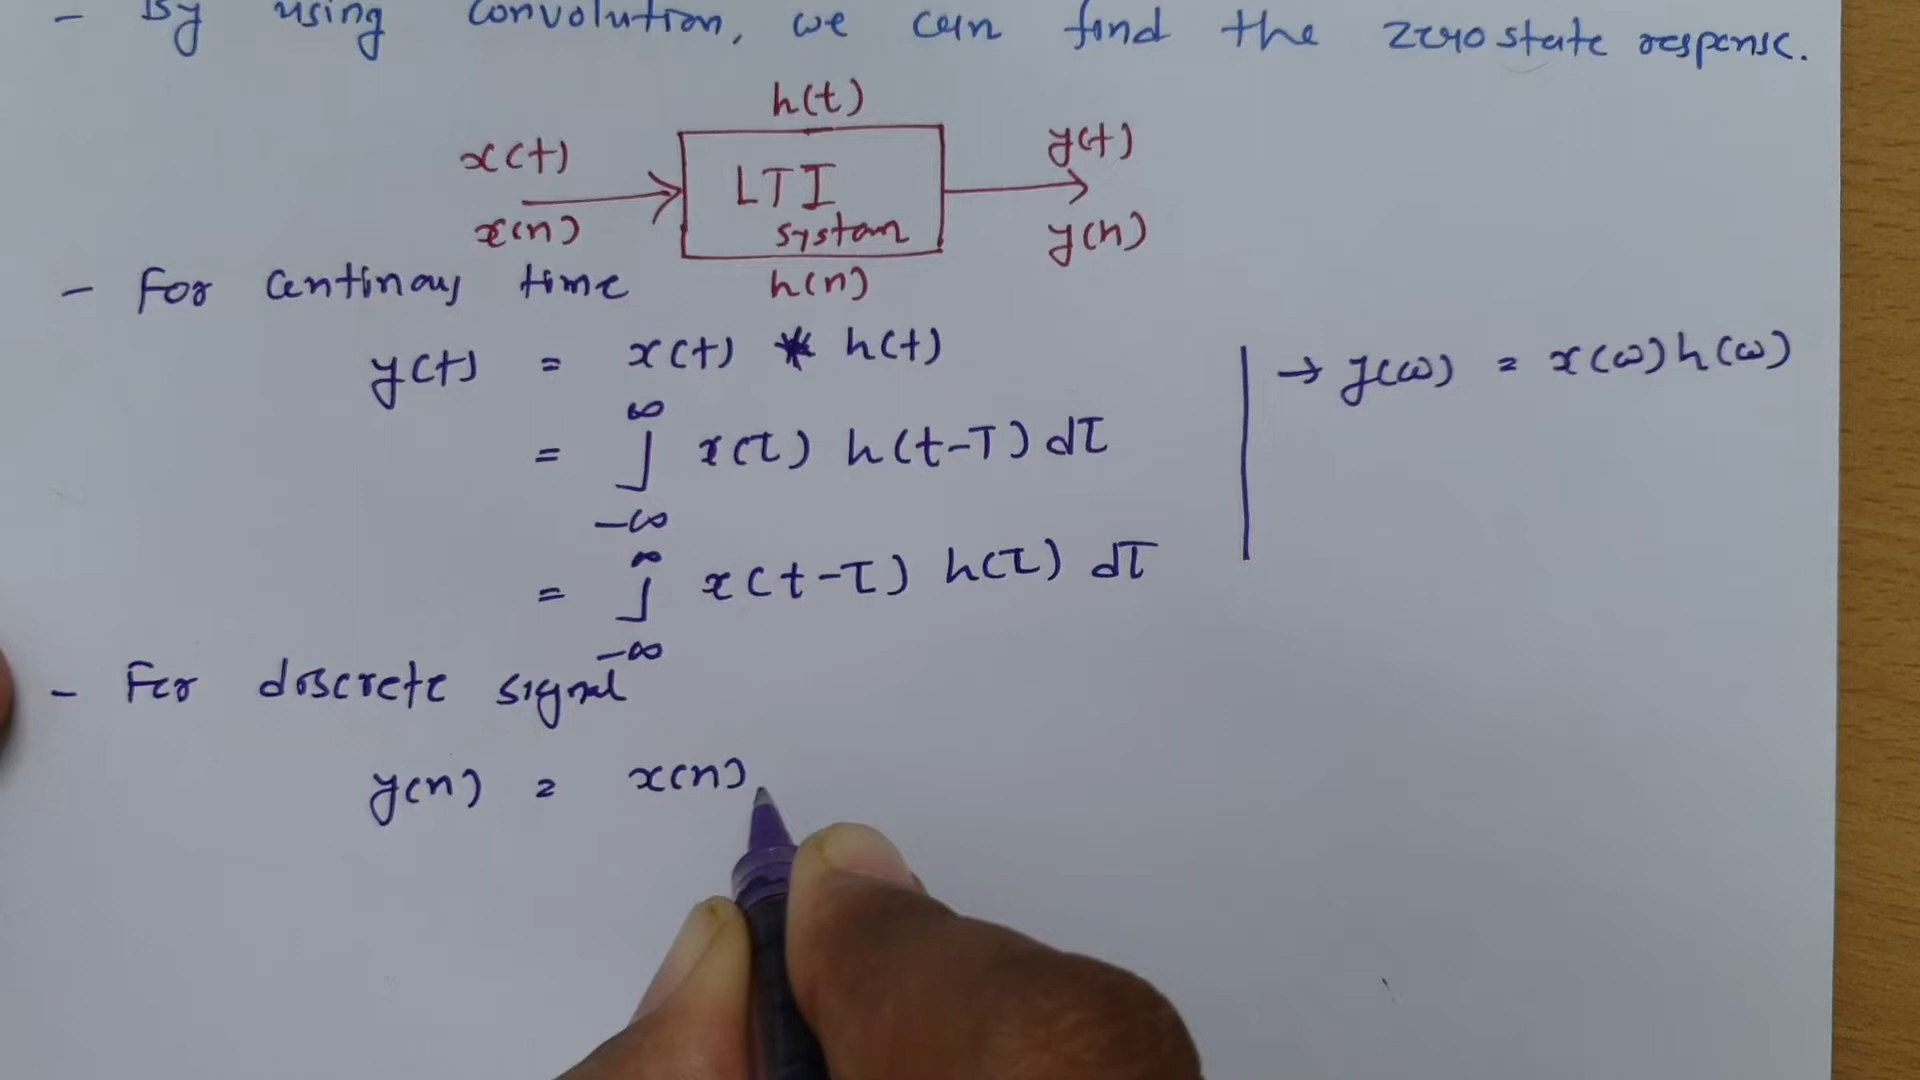 - By using convolution, we can find the zero state response.
h(t)
x(t)
x(n)
LTI
system
y(t)
y(n)
h(n)
- For continous time
y(t) = x(t) * h(t)
→ y(ω) = x(ω) h(ω)
= ∫_{-∞}^{∞} x(τ) h(t-τ) dτ
= ∫_{-∞}^{∞} x(t-τ) h(τ) dτ
- For discrete signal
y(n) = x(n)